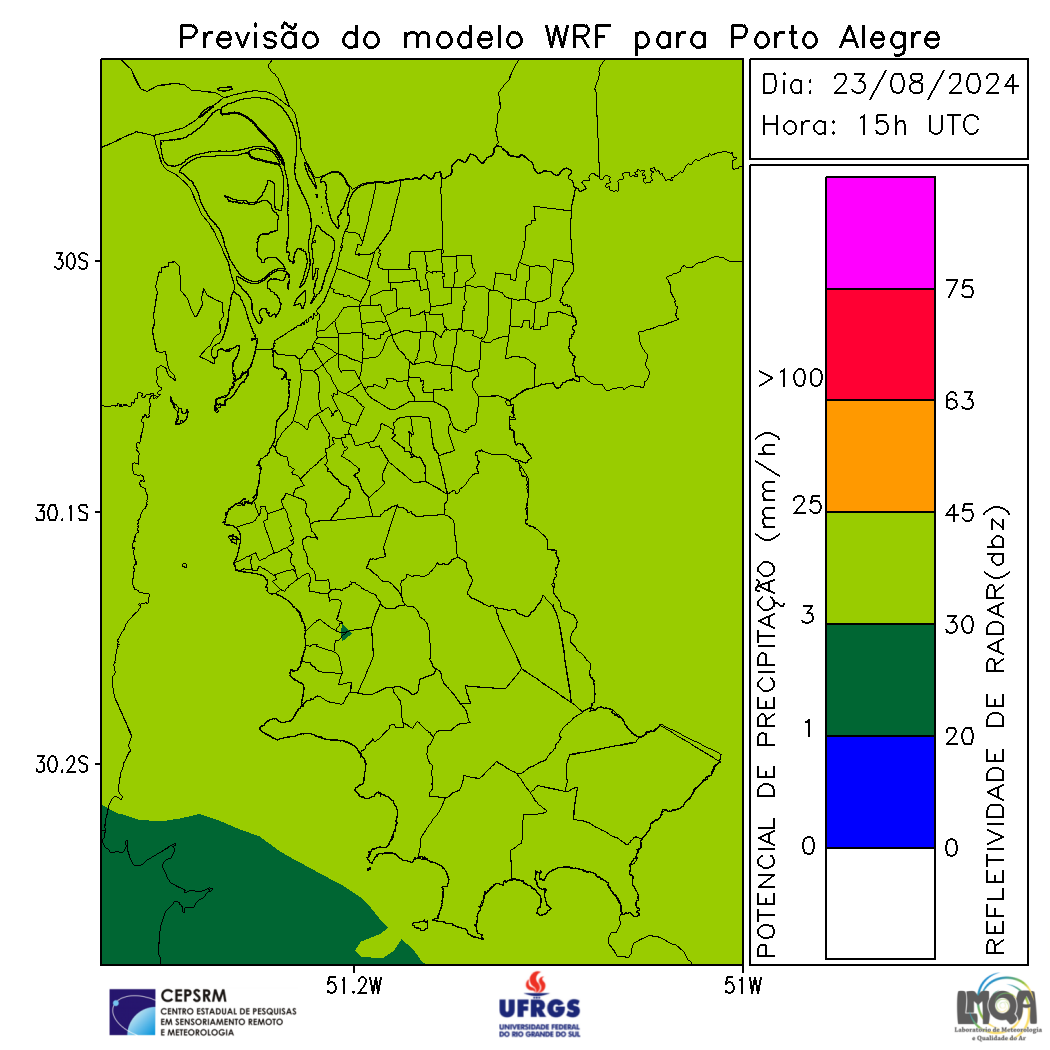 Previsão do modelo WRF para Porto Alegre
Dia: 23/08/2024
Hora: 15h UTC
30S
30.1S
30.2S
51.2W
51W
POTENCIAL DE PRECIPITAÇÃO (mm/h)
>100
25
3
1
0
75
63
45
30
20
0
REFLETIVIDADE DE RADAR(dbz)
CEPSRM
CENTRO ESTADUAL DE PESQUISAS
EM SENSORIAMENTO REMOTO
E METEOROLOGIA
UFRGS
UNIVERSIDADE FEDERAL
DO RIO GRANDE DO SUL
LMQA
Laboratório de Meteorologia
e Qualidade do Ar